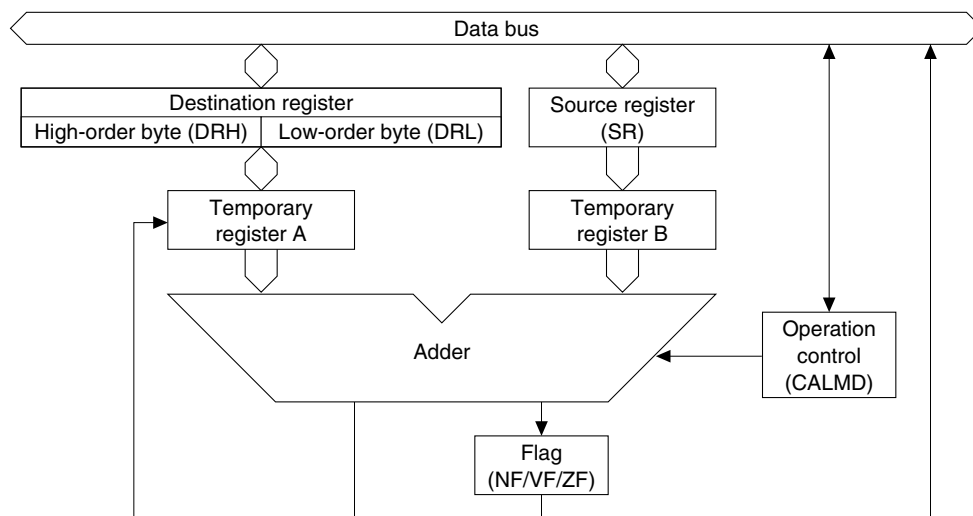 Data bus
Destination register
High-order byte (DRH)
Low-order byte (DRL)
Source register
(SR)
Temporary
register A
Temporary
register B
Adder
Operation
control
(CALMD)
Flag
(NF/VF/ZF)